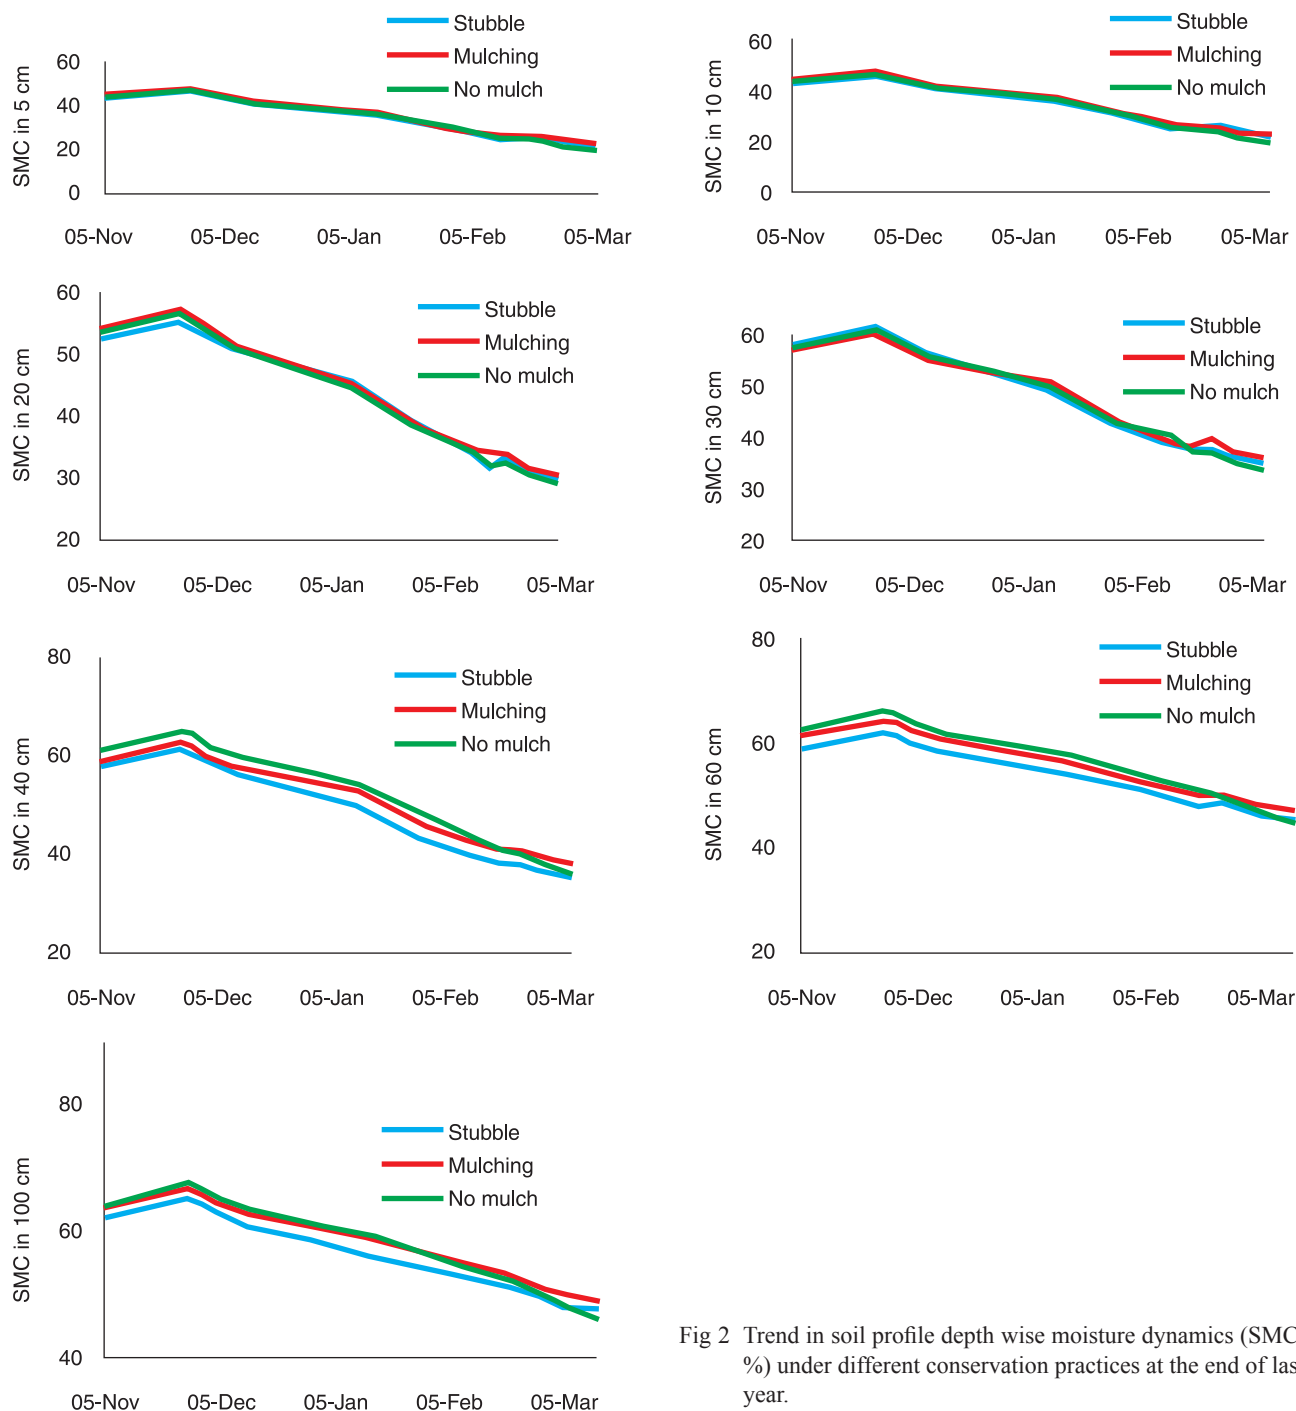 Stubble
Mulching
No mulch
SMC in 5 cm
60
40
20
0
05-Nov 05-Dec 05-Jan 05-Feb 05-Mar
Stubble
Mulching
No mulch
SMC in 10 cm
60
40
20
0
05-Nov 05-Dec 05-Jan 05-Feb 05-Mar
Stubble
Mulching
No mulch
SMC in 20 cm
60
50
40
30
20
05-Nov 05-Dec 05-Jan 05-Feb 05-Mar
Stubble
Mulching
No mulch
SMC in 30 cm
60
50
40
30
20
05-Nov 05-Dec 05-Jan 05-Feb 05-Mar
Stubble
Mulching
No mulch
SMC in 40 cm
80
60
40
20
05-Nov 05-Dec 05-Jan 05-Feb 05-Mar
Stubble
Mulching
No mulch
SMC in 60 cm
80
60
40
20
05-Nov 05-Dec 05-Jan 05-Feb 05-Mar
Stubble
Mulching
No mulch
SMC in 100 cm
80
60
40
05-Nov 05-Dec 05-Jan 05-Feb 05-Mar
Fig 2 Trend in soil profile depth wise moisture dynamics (SMC
%) under different conservation practices at the end of las
year.